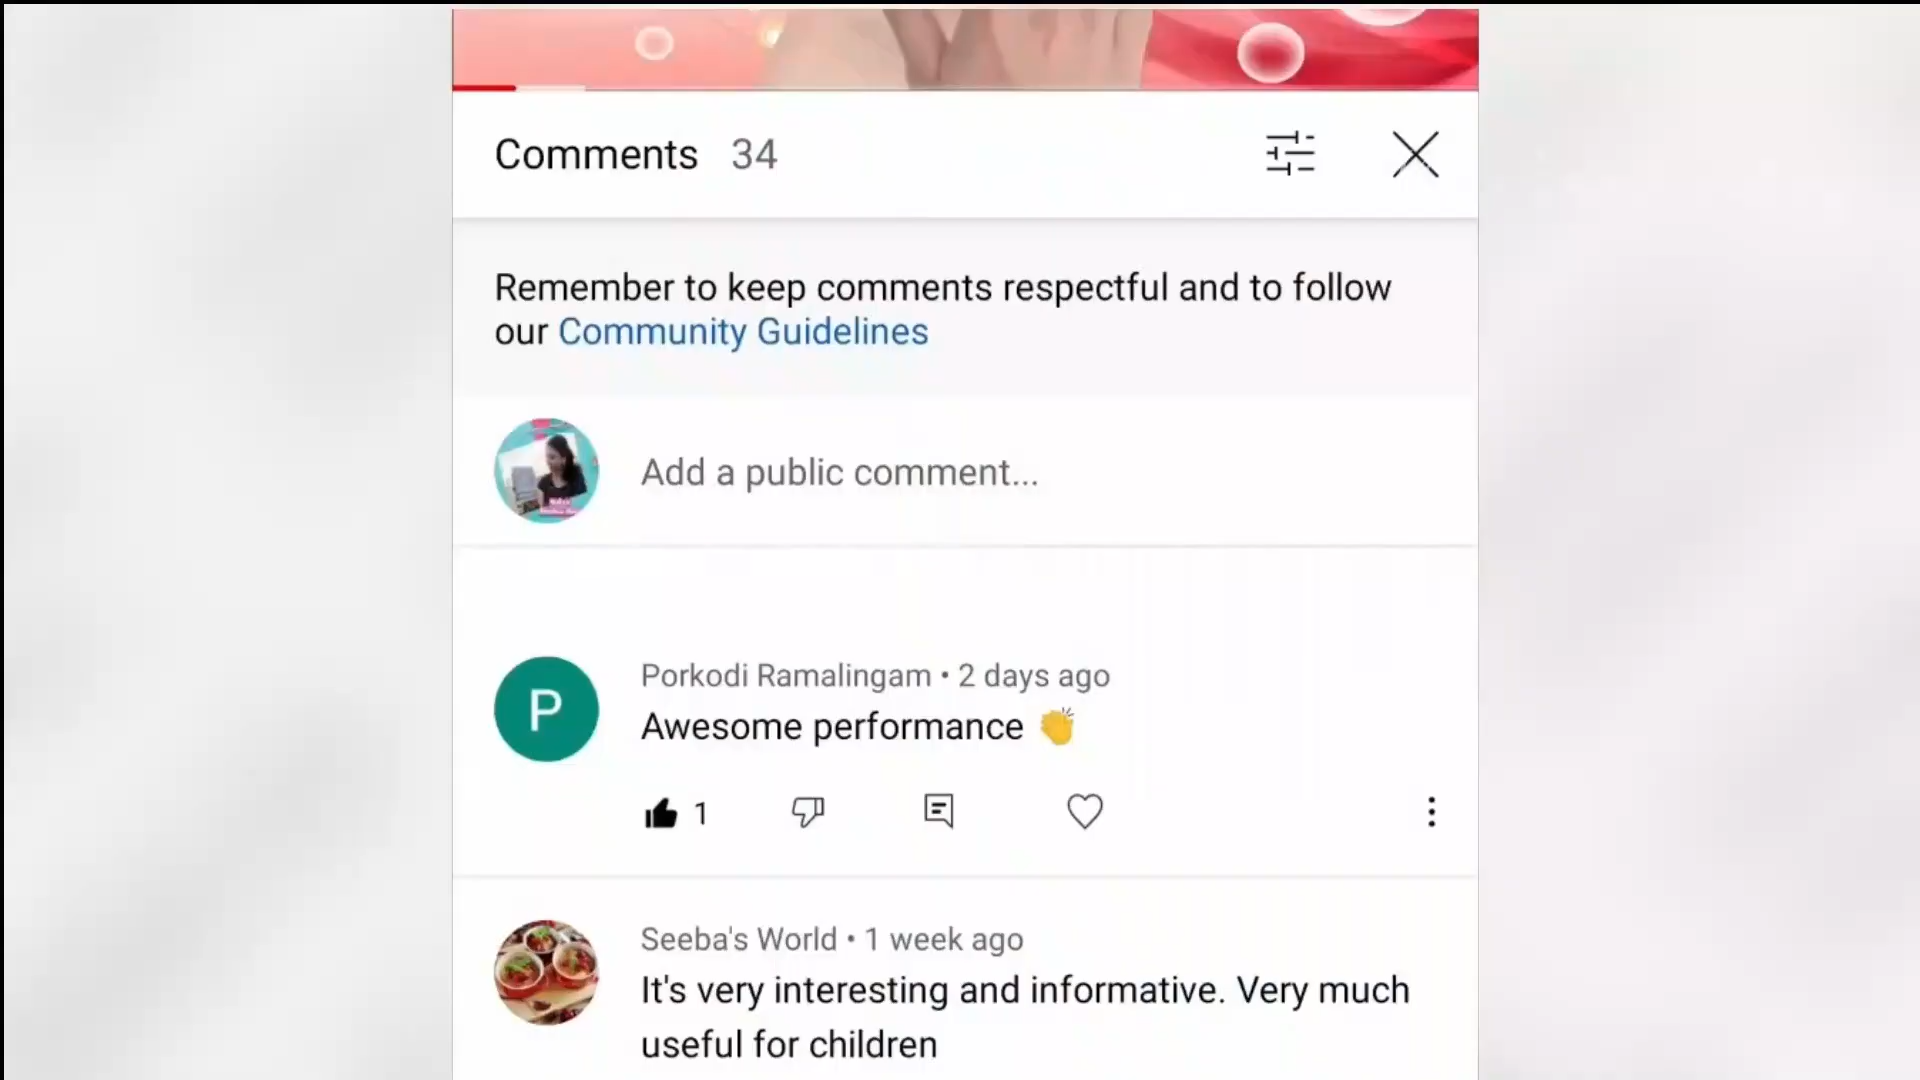 Comments 34
Remember to keep comments respectful and to follow
our Community Guidelines
Add a public comment...
P
Porkodi Ramalingam • 2 days ago
Awesome performance 👏
1
Seeba's World • 1 week ago
It's very interesting and informative. Very much
useful for children